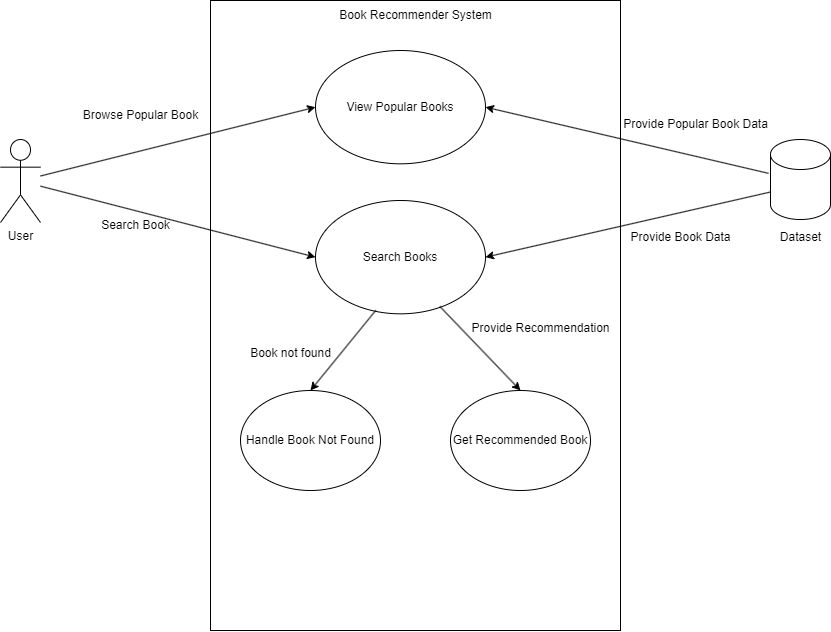 Book Recommender System
View Popular Books
Browse Popular Book
Provide Popular Book Data
Search Book
User
Search Books
Provide Book Data
Dataset
Book not found
Provide Recommendation
Handle Book Not Found
Get Recommended Book